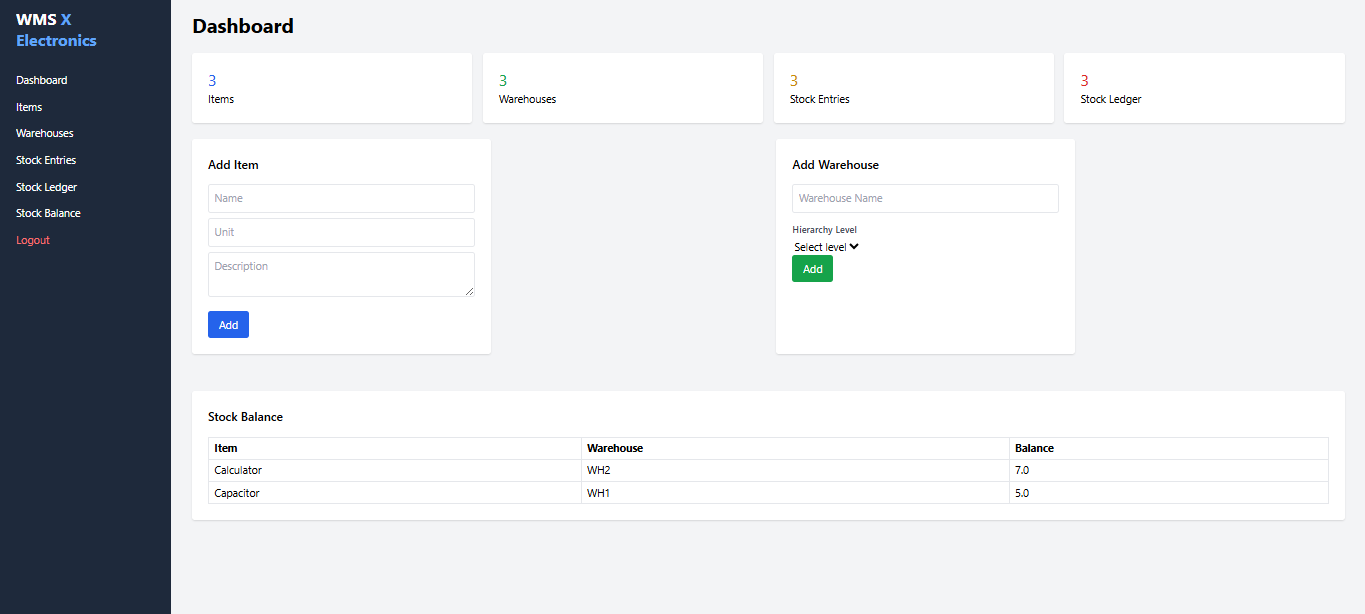 WMS X
Electronics
Dashboard
Items
Warehouses
Stock Entries
Stock Ledger
Stock Balance
Logout
Dashboard
3
Items
3
Warehouses
3
Stock Entries
3
Stock Ledger
Add Item
Name
Unit
Description
Add
Add Warehouse
Warehouse Name
Hierarchy Level
Select level
Add
Stock Balance
Item Warehouse Balance
Calculator WH2 7.0
Capacitor WH1 5.0